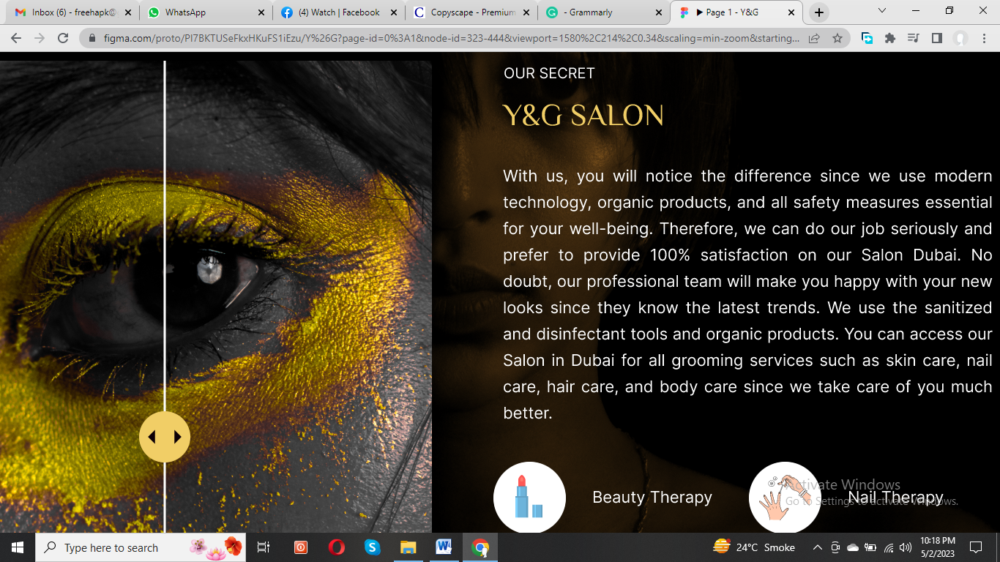 Inbox (6) - freehapk@
WhatsApp
(4) Watch | Facebook
Copyscape - Premium
- Grammarly
Page 1 - Y&G
figma.com/proto/PI7BKTUSeFkxHKuFS1iEzu/Y%26G?page-id=0%3A1&node-id=323-444&viewport=1580%2C214%2C0.34&scaling=min-zoom&starting...
OUR SECRET
Y&G SALON
With us, you will notice the difference since we use modern
technology, organic products, and all safety measures essential
for your well-being. Therefore, we can do our job seriously and
prefer to provide 100% satisfaction on our Salon Dubai. No
doubt, our professional team will make you happy with your new
looks since they know the latest trends. We use the sanitized
and disinfectant tools and organic products. You can access our
Salon in Dubai for all grooming services such as skin care, nail
care, hair care, and body care since we take care of you much
better.
Beauty Therapy
Nail Therapy
Activate Windows
Go to Settings to activate Windows.
Type here to search
24°C Smoke
10:18 PM
5/2/2023